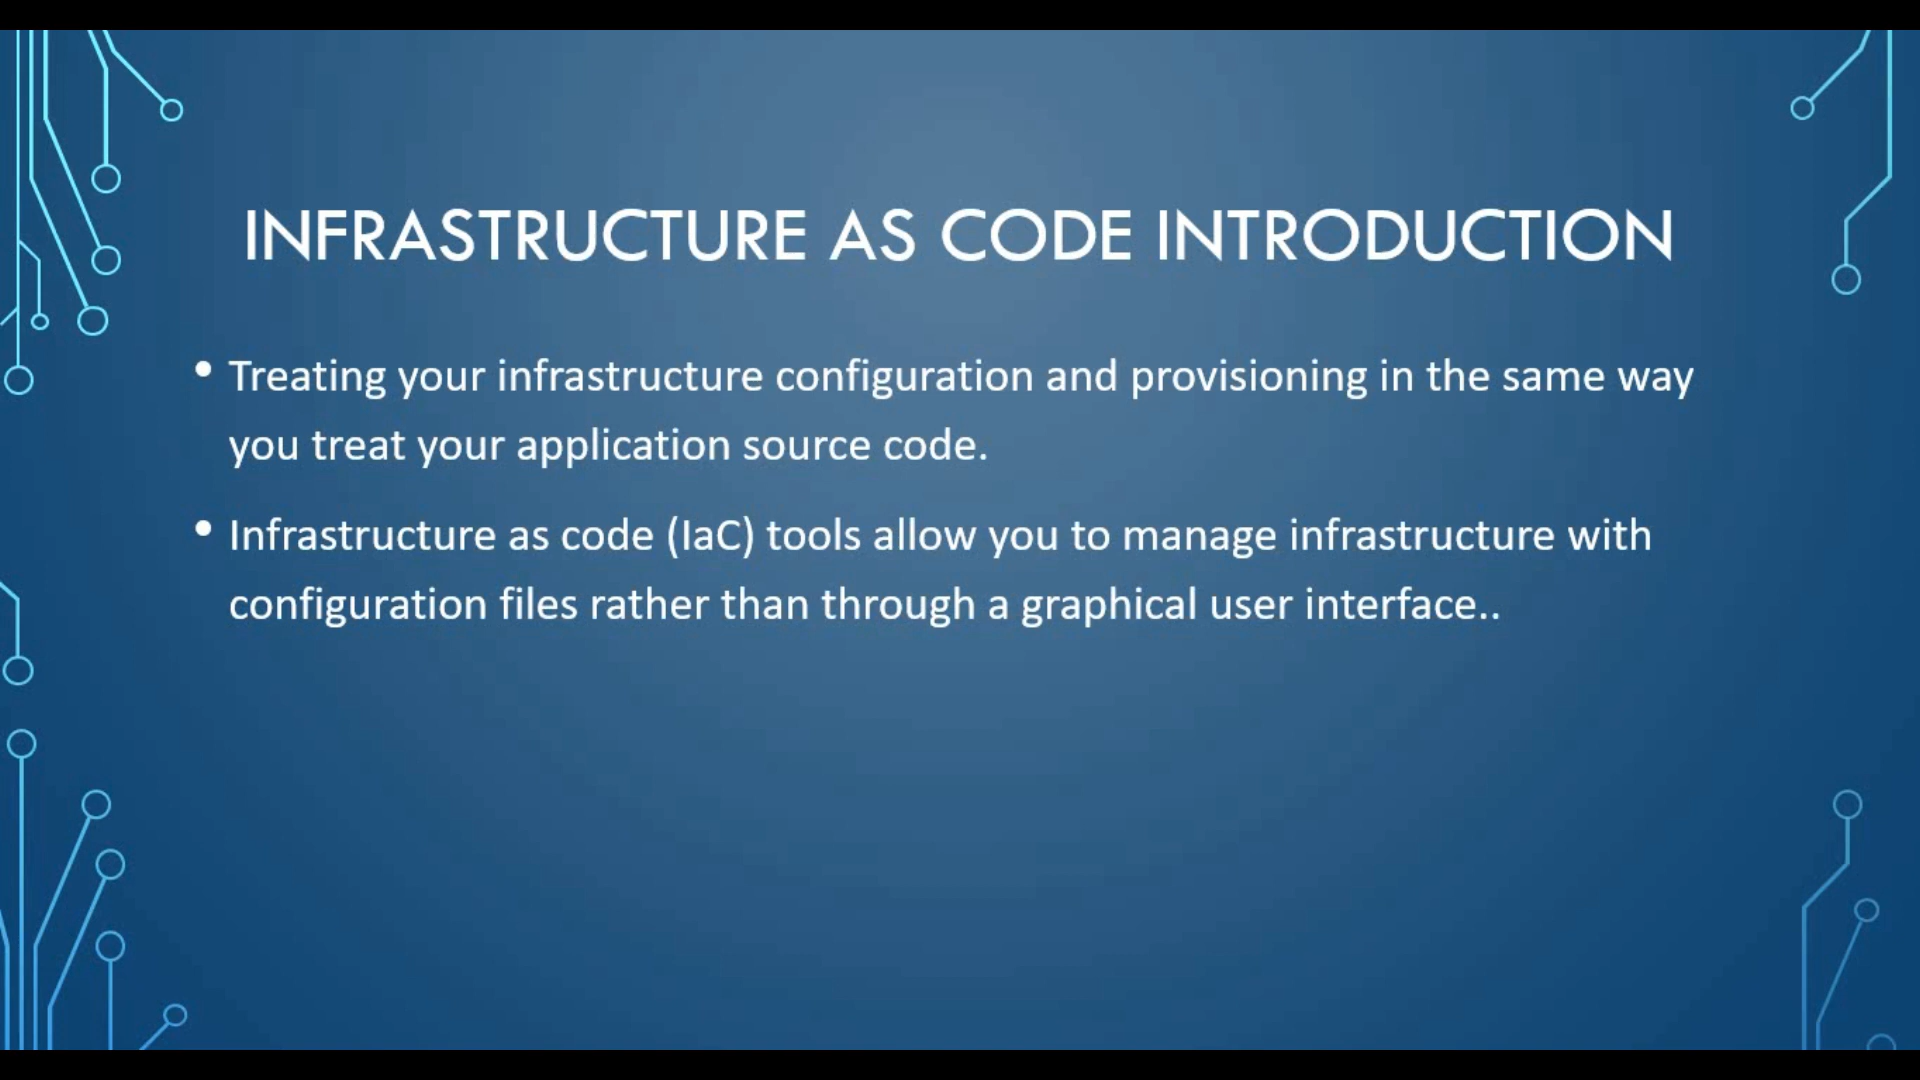 INFRASTRUCTURE AS CODE INTRODUCTION
• Treating your infrastructure configuration and provisioning in the same way
you treat your application source code.
• Infrastructure as code (IaC) tools allow you to manage infrastructure with
configuration files rather than through a graphical user interface..